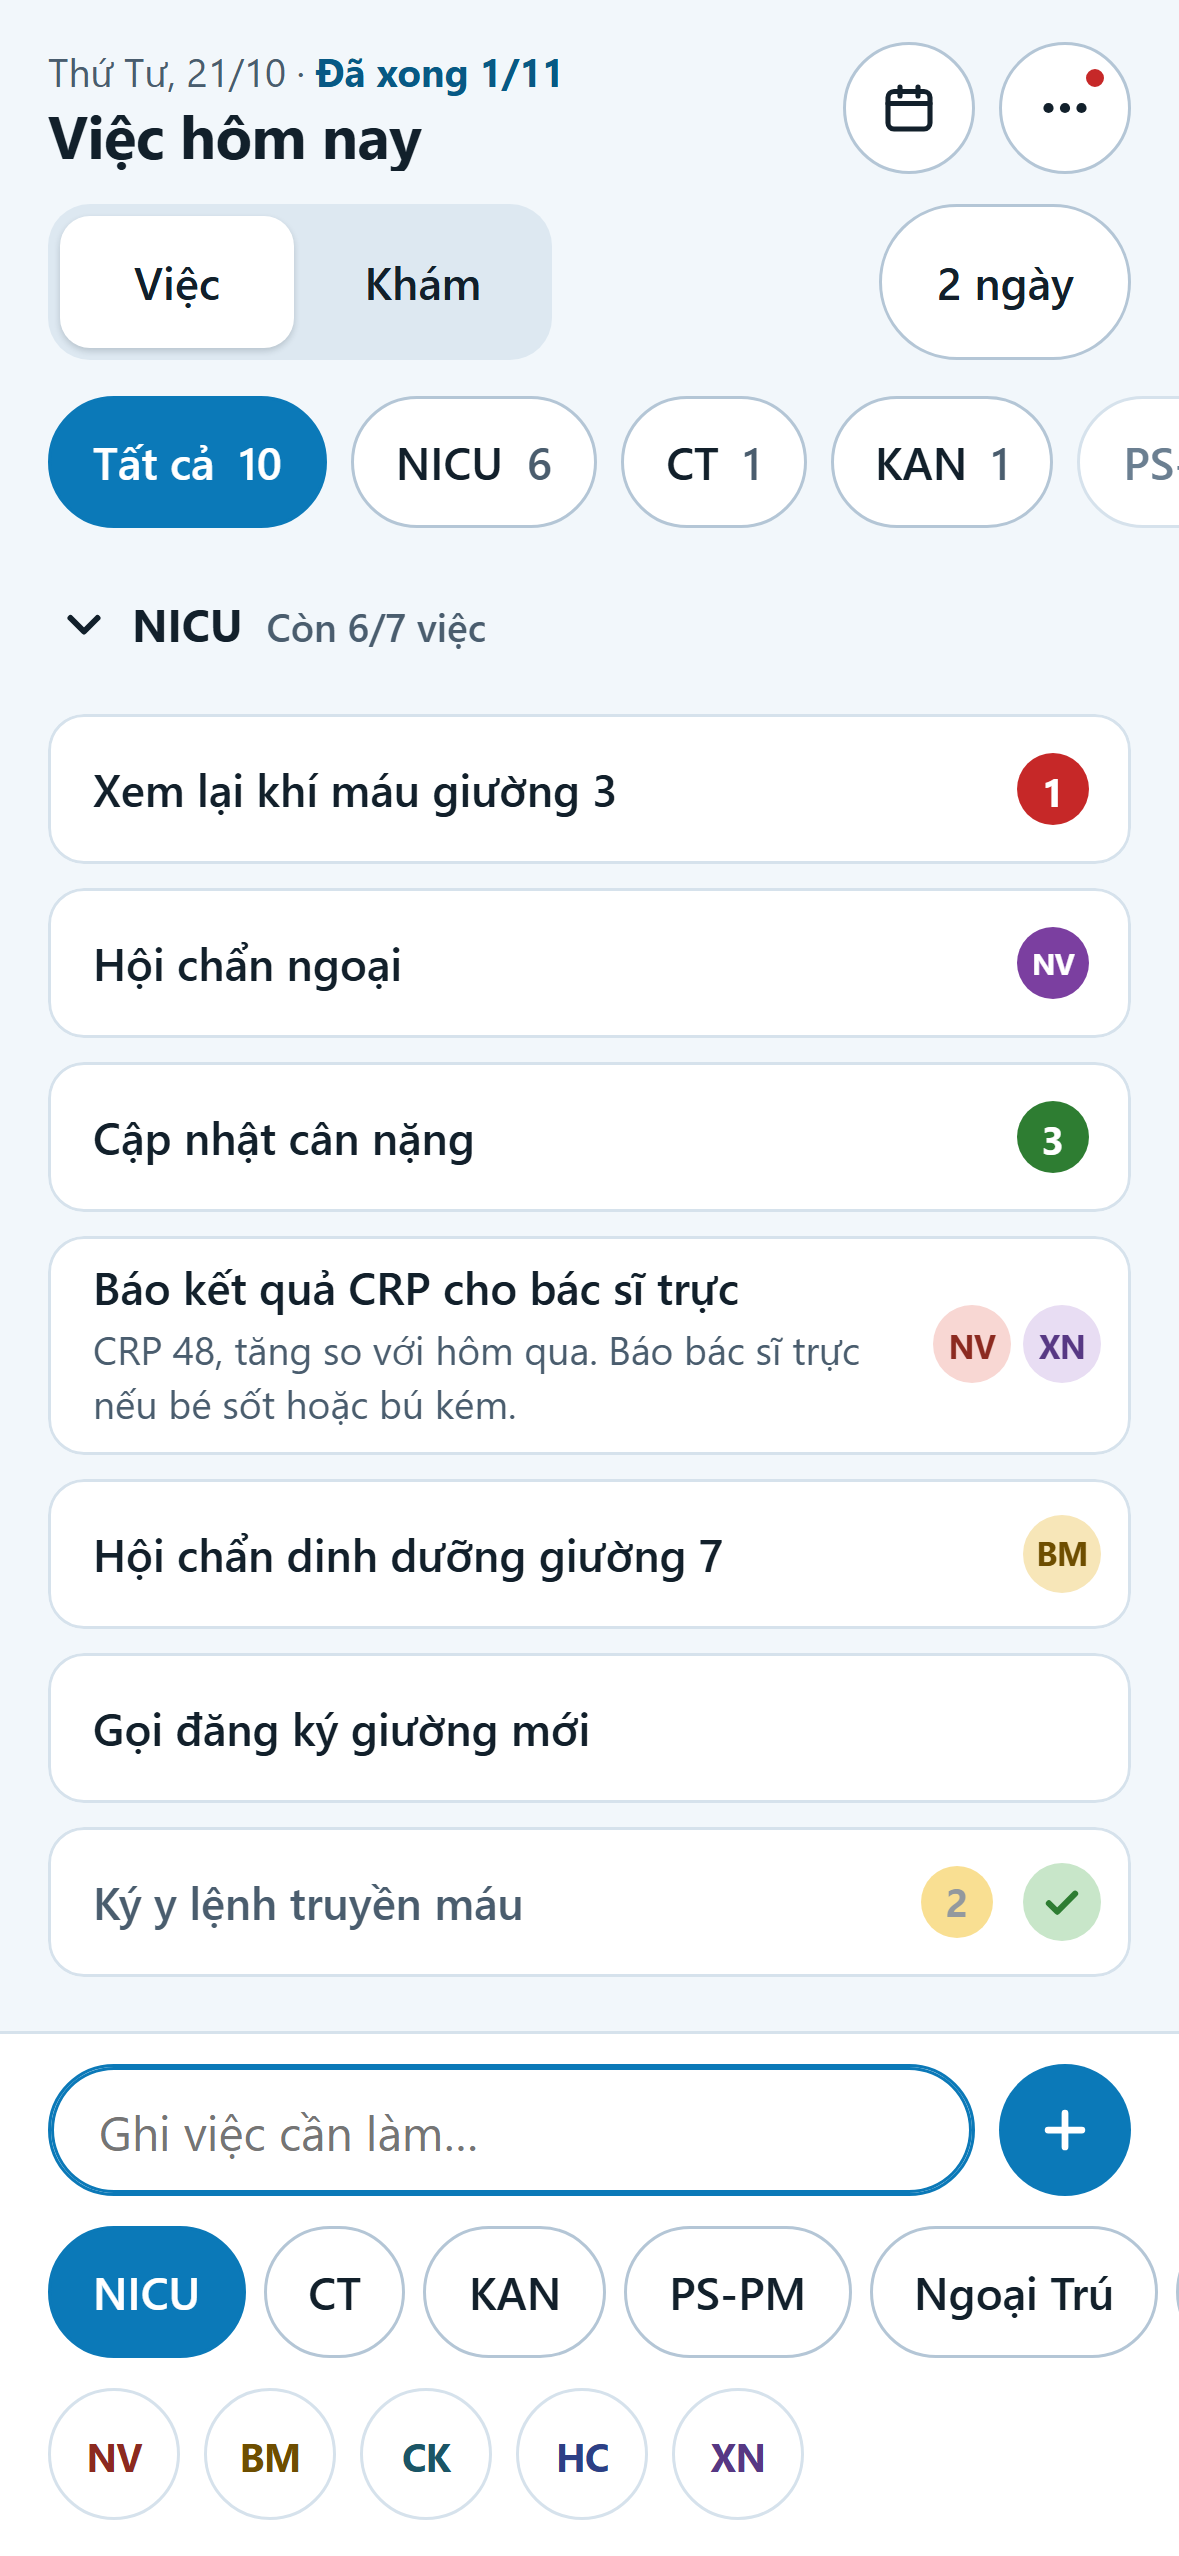 Thứ Tư, 21/10 · Đã xong 1/11
Việc hôm nay
Việc Khám 2 ngày
Tất cả 10 NICU 6 CT 1 KAN 1 PS-
NICU Còn 6/7 việc
Xem lại khí máu giường 3 1
Hội chẩn ngoại NV
Cập nhật cân nặng 3
Báo kết quả CRP cho bác sĩ trực
CRP 48, tăng so với hôm qua. Báo bác sĩ trực
nếu bé sốt hoặc bú kém.
NV XN
Hội chẩn dinh dưỡng giường 7 BM
Gọi đăng ký giường mới
Ký y lệnh truyền máu 2
Ghi việc cần làm...
NICU CT KAN PS-PM Ngoại Trú
NV BM CK HC XN